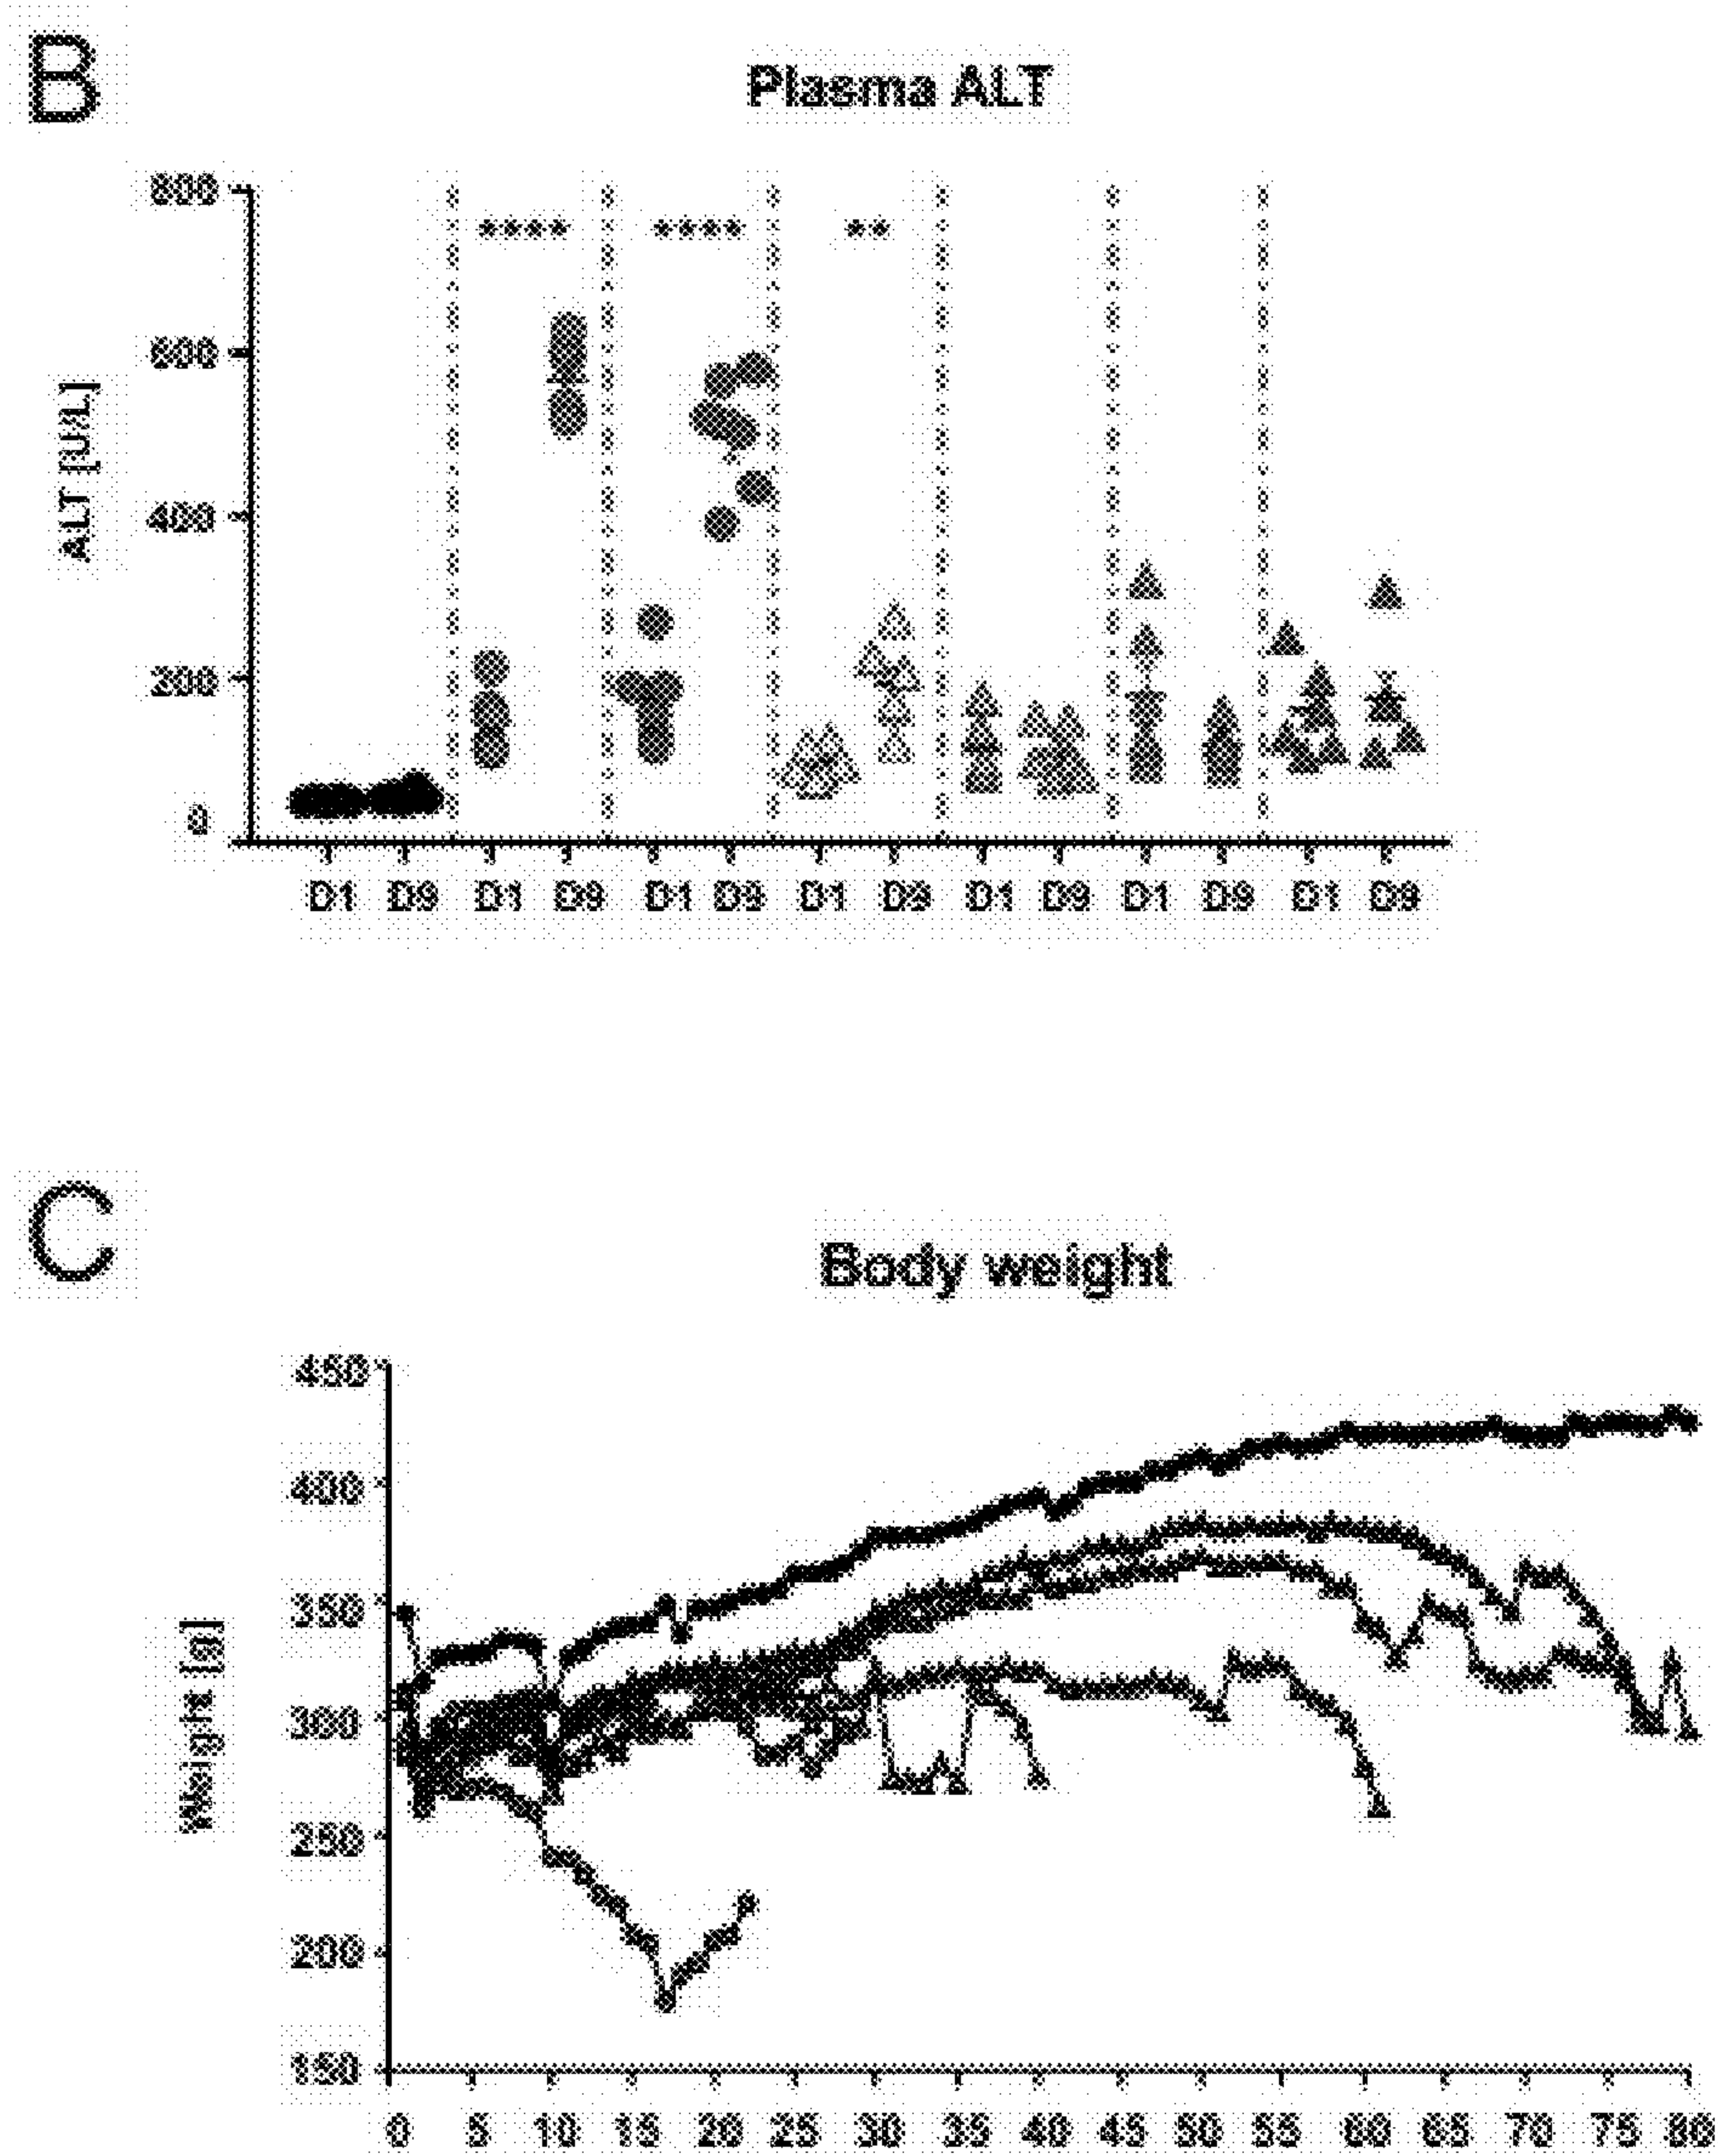 B
Plasma ALT
800
**** **** **
600
400
200
0
ALT [U/L]
D1 D9 D1 D9 D1 D9 D1 D9 D1 D9 D1 D9 D1 D9
C
Body weight
450
400
350
300
250
200
150
Weight [g]
0 5 10 15 20 25 30 35 40 45 50 55 60 65 70 75 80